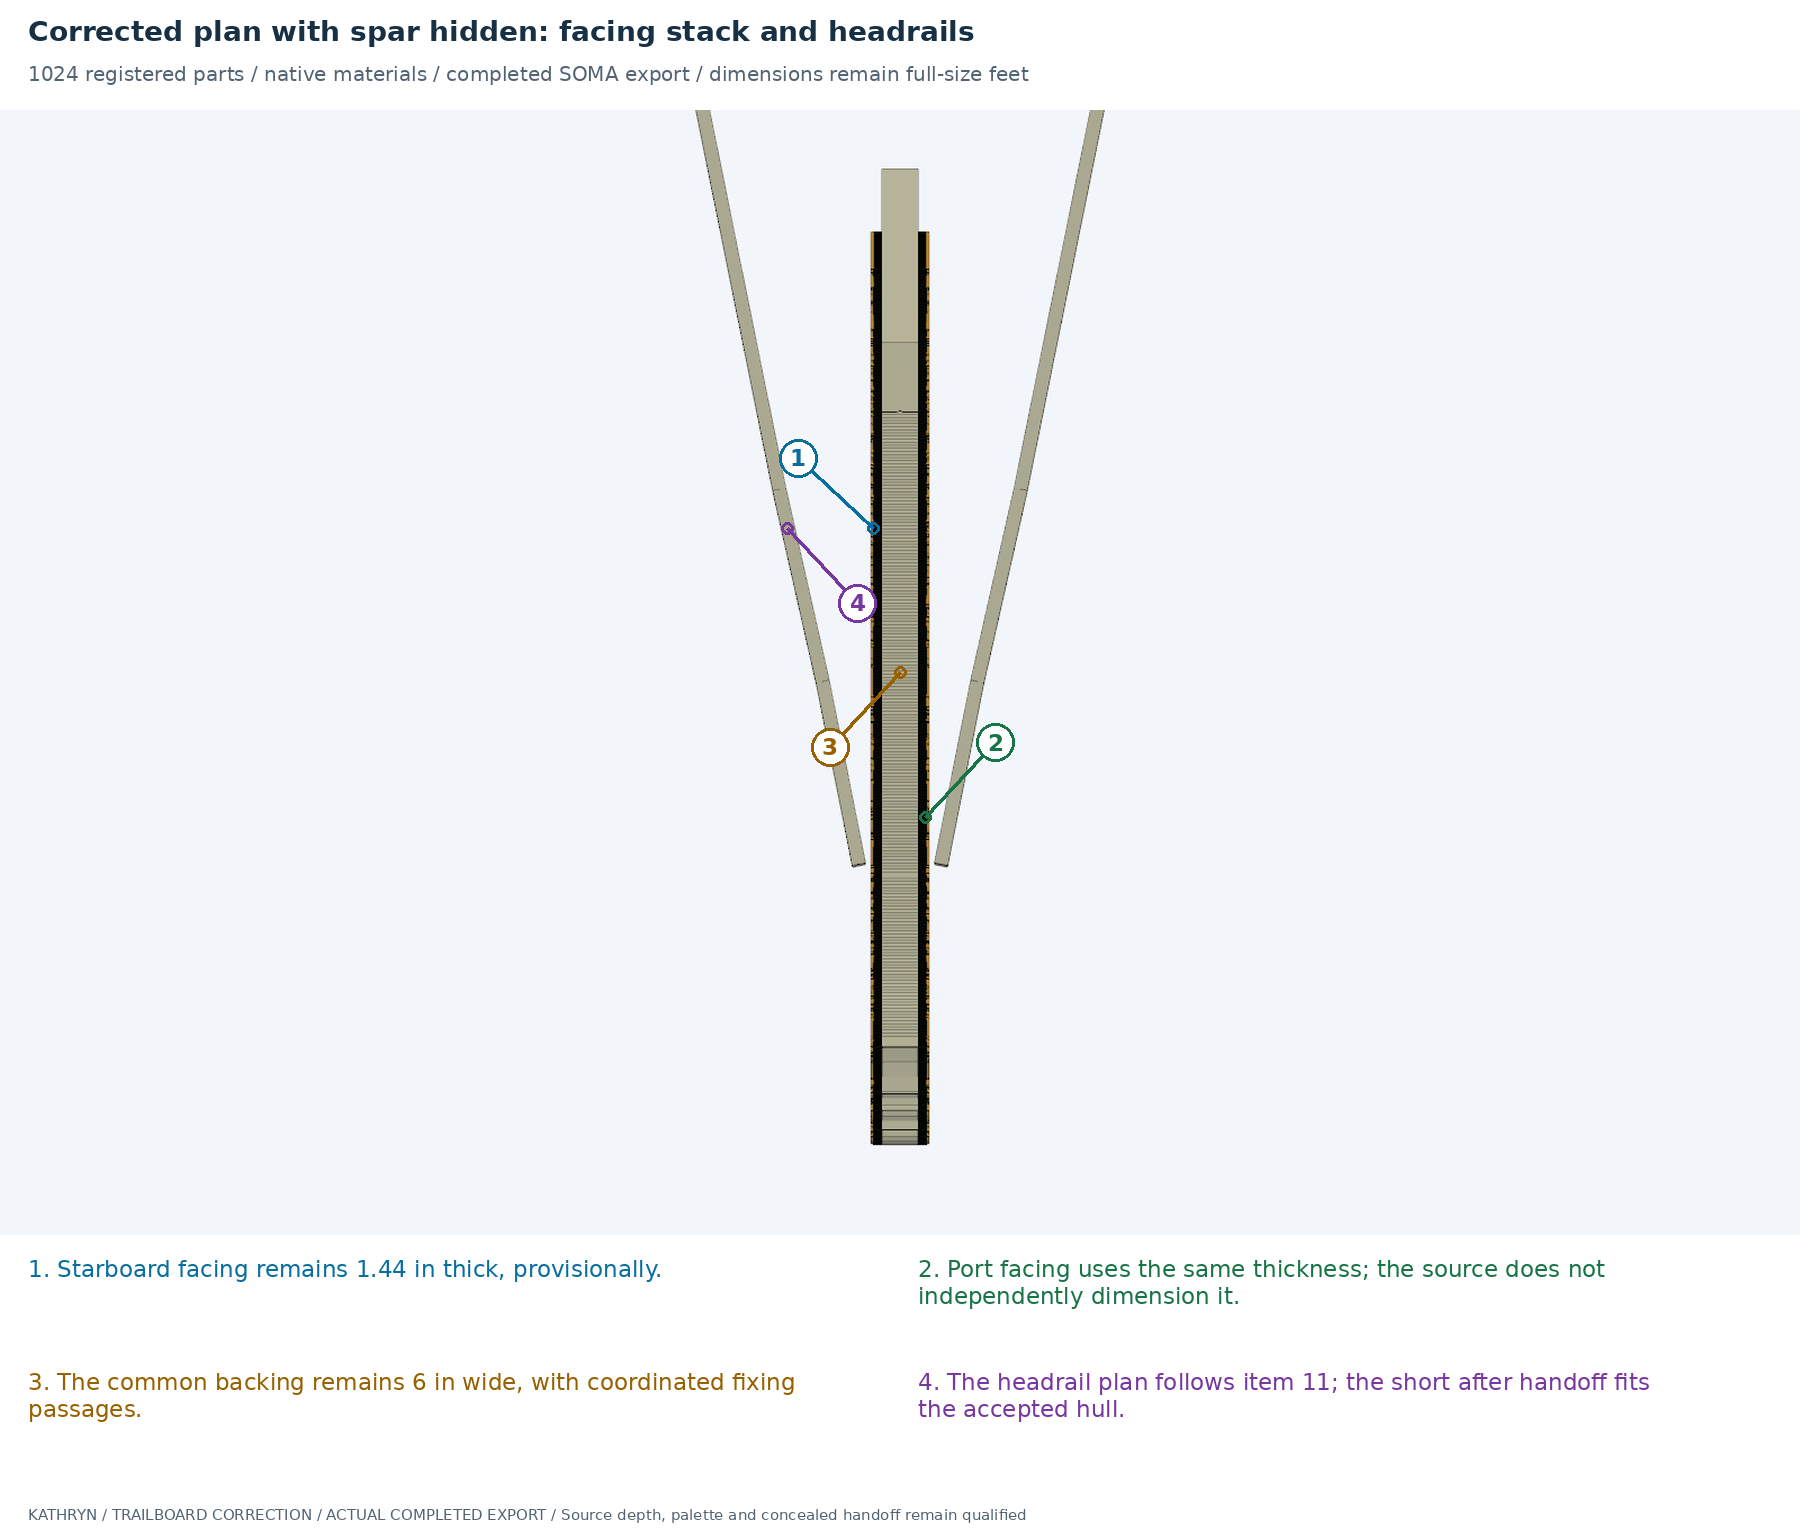 Corrected plan with spar hidden: facing stack and headrails
1024 registered parts / native materials / completed SOMA export / dimensions remain full-size feet
1
4
3
2
1. Starboard facing remains 1.44 in thick, provisionally.
2. Port facing uses the same thickness; the source does not
independently dimension it.
3. The common backing remains 6 in wide, with coordinated fixing
passages.
4. The headrail plan follows item 11; the short after handoff fits
the accepted hull.
KATHRYN / TRAILBOARD CORRECTION / ACTUAL COMPLETED EXPORT / Source depth, palette and concealed handoff remain qualified